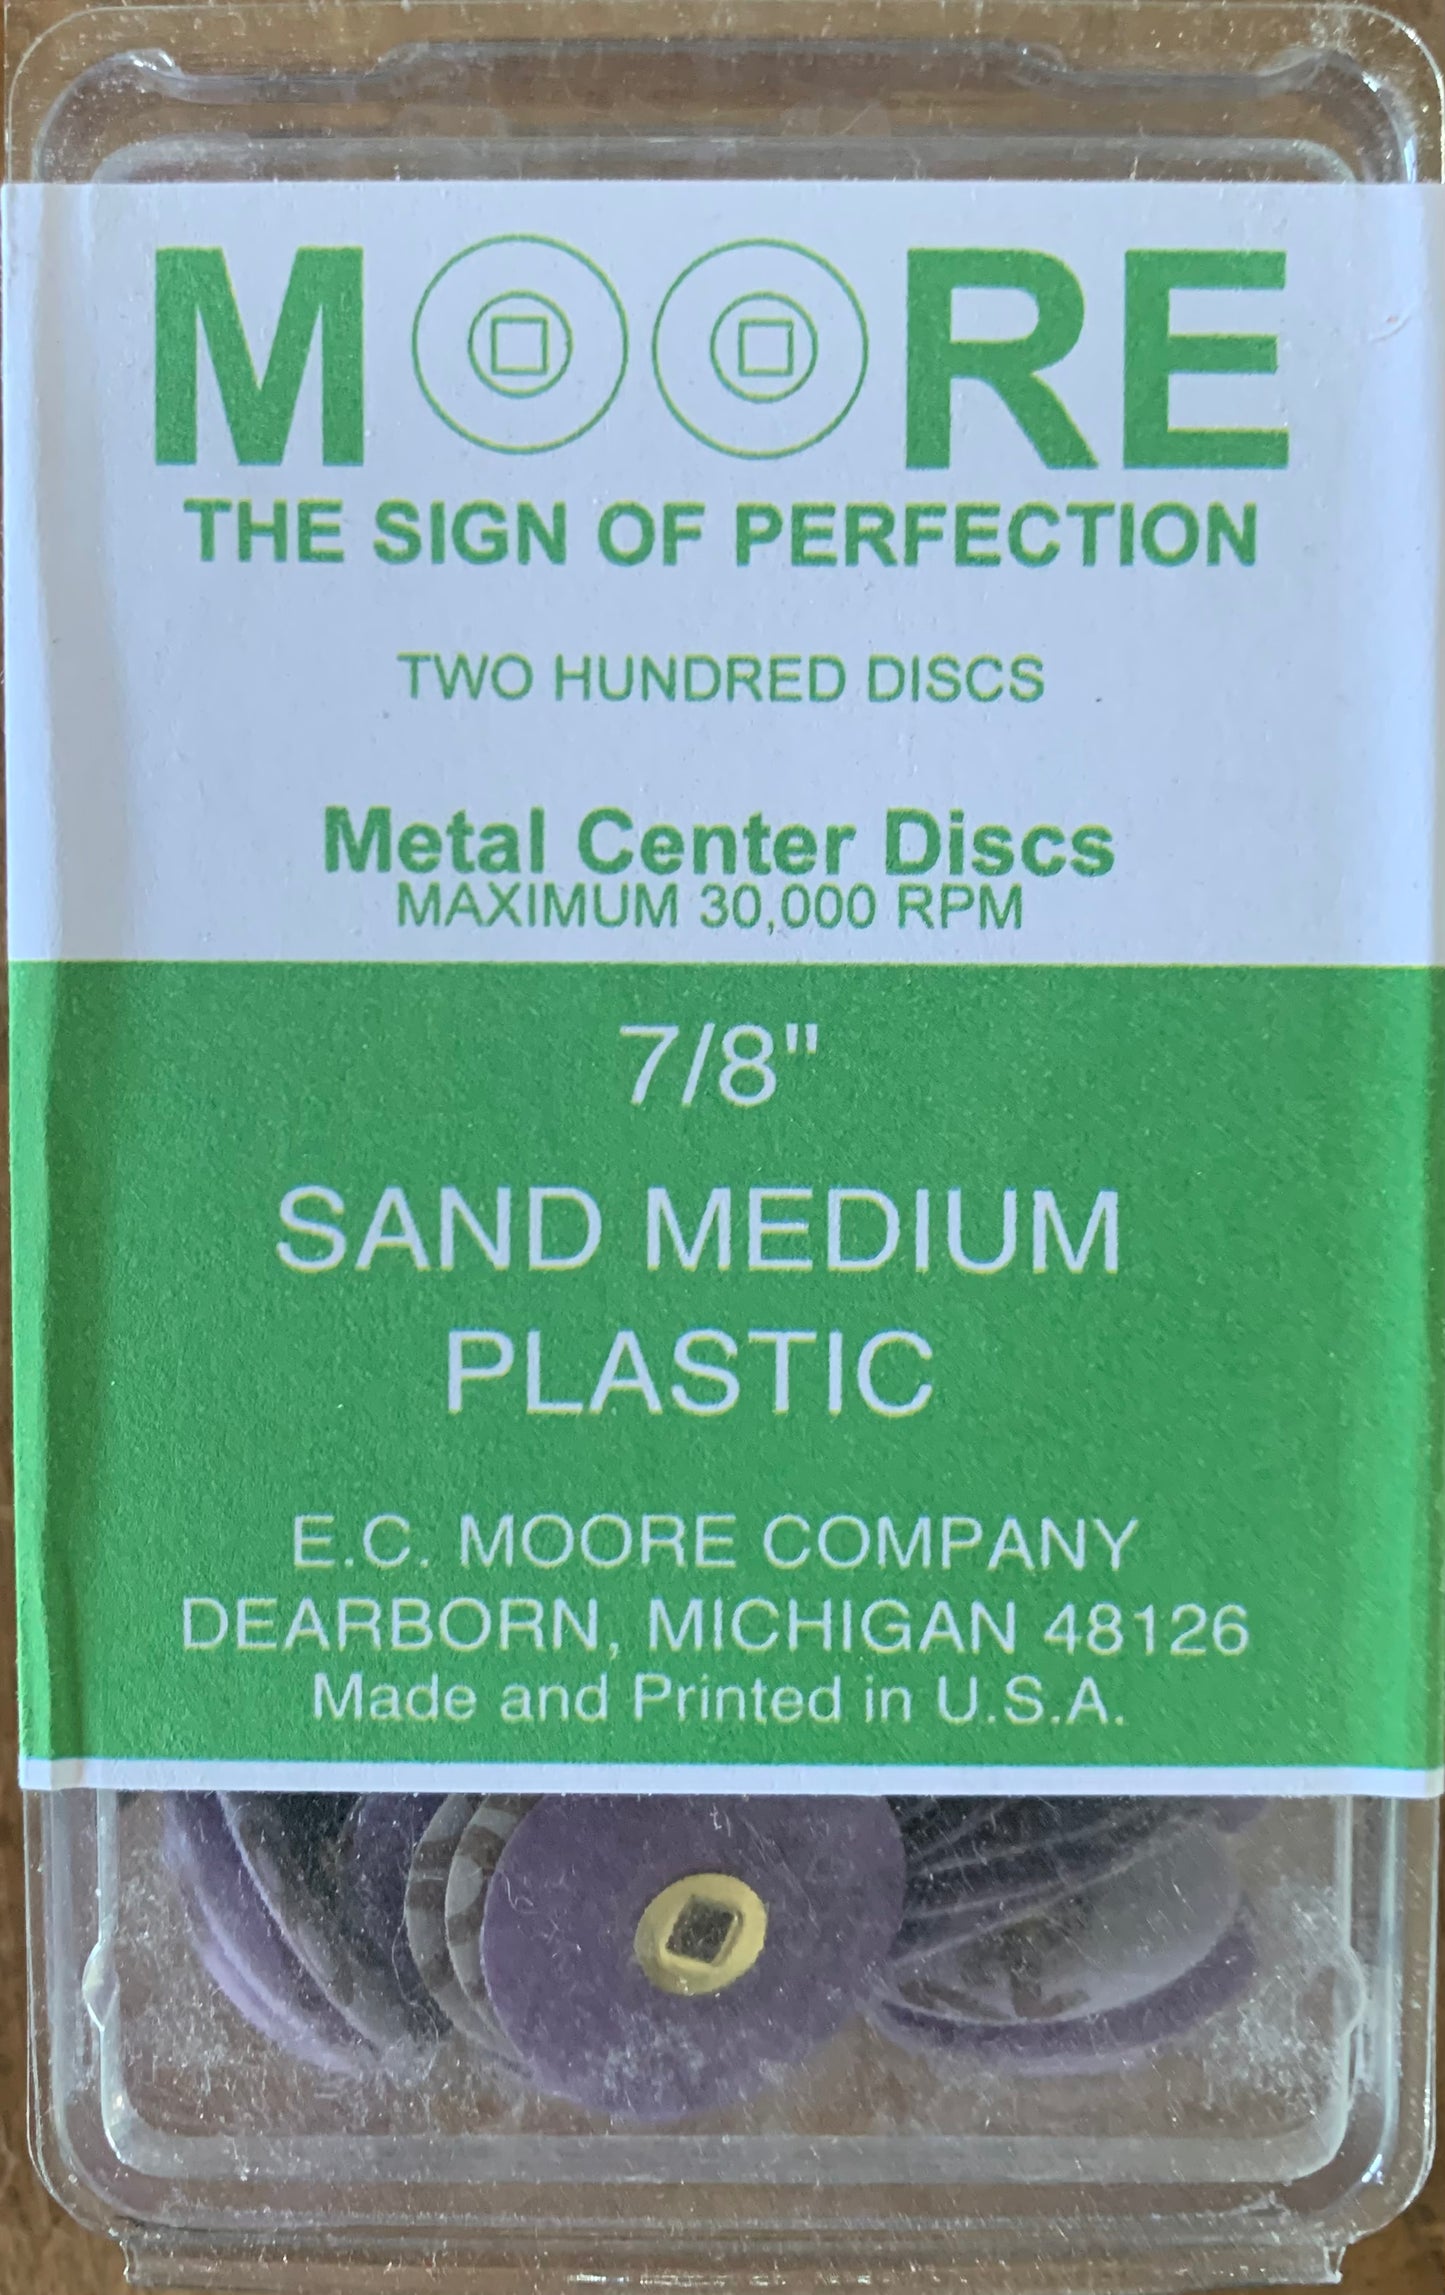 MOORE
THE SIGN OF PERFECTION
TWO HUNDRED DISCS
Metal Center Discs
MAXIMUM 30,000 RPM
7/8"
SAND MEDIUM
PLASTIC
E.C. MOORE COMPANY
DEARBORN, MICHIGAN 48126
Made and Printed in U.S.A.